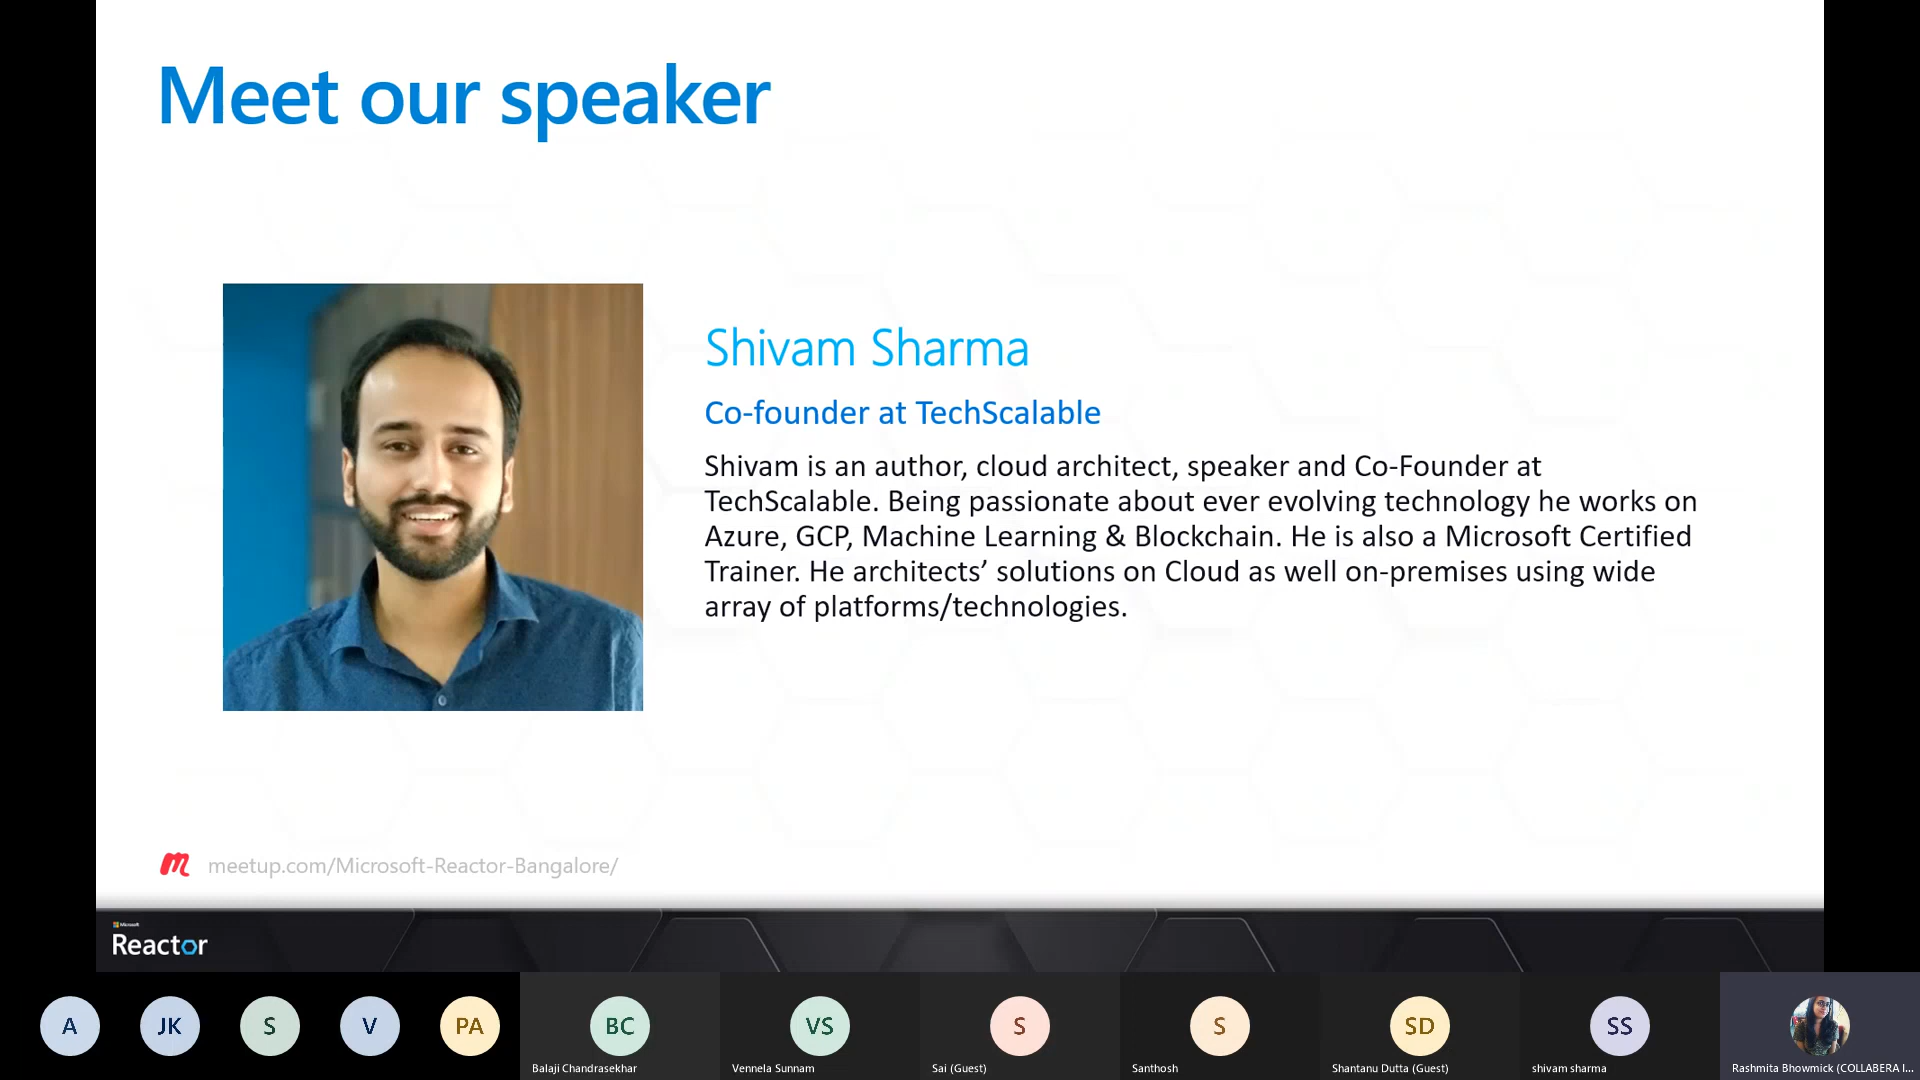 Meet our speaker
Shivam Sharma
Co-founder at TechScalable
Shivam is an author, cloud architect, speaker and Co-Founder at
TechScalable. Being passionate about ever evolving technology he works on
Azure, GCP, Machine Learning & Blockchain. He is also a Microsoft Certified
Trainer. He architects’ solutions on Cloud as well on-premises using wide
array of platforms/technologies.
m meetup.com/Microsoft-Reactor-Bangalore/
Microsoft
Reactor
A JK S V PA BC VS S S SD SS
Balaji Chandrasekhar Vennela Sunnam Sai (Guest) Santhosh Shantanu Dutta (Guest) shivam sharma Rashmita Bhowmick (COLLABERA I...